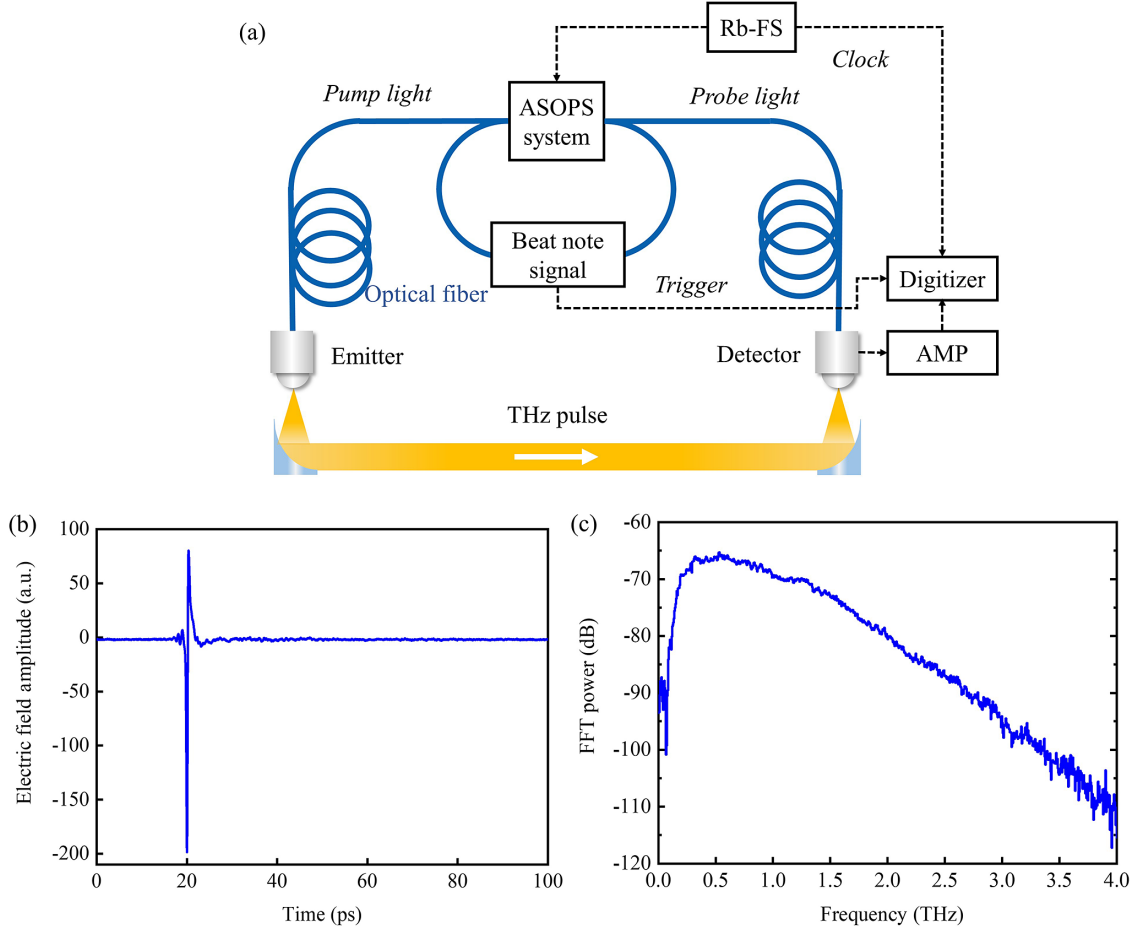 (a)
Rb-FS
Clock
Pump light
ASOPS
system
Probe light
Beat note
signal
Trigger
Digitizer
Optical fiber
Emitter
Detector
AMP
THz pulse
(b)
100
50
0
-50
-100
-150
-200
Electric field amplitude (a.u.)
0
20
40
60
80
100
Time (ps)
(c)
-60
-70
-80
-90
-100
-110
-120
FFT power (dB)
0.0
0.5
1.0
1.5
2.0
2.5
3.0
3.5
4.0
Frequency (THz)